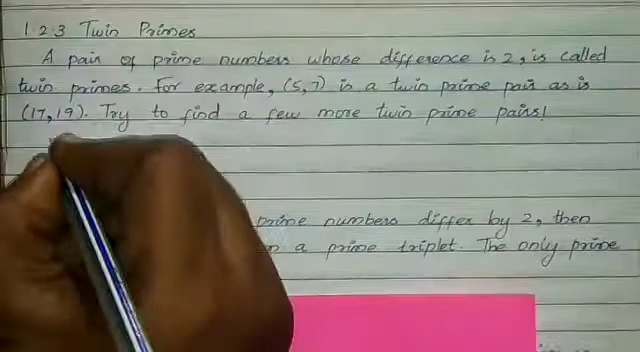 1.2.3 Twin Primes
A pair of prime numbers whose difference is 2, is called
twin primes. For example, (5,7) is a twin prime pair as is
(17,19). Try to find a few more twin prime pairs!
prime numbers differ by 2, then
a prime triplet. The only prime